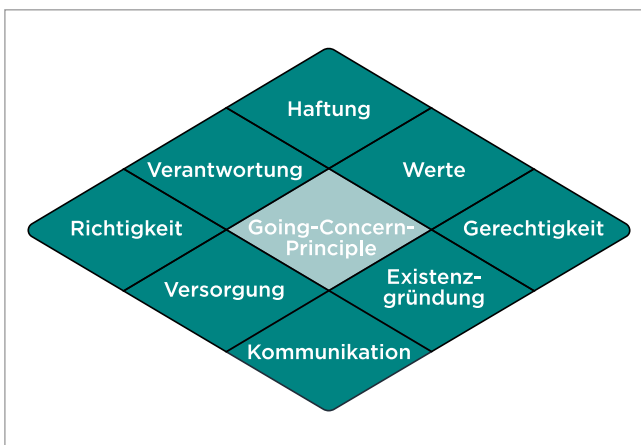 Haftung
Verantwortung
Werte
Richtigkeit
Going-Concern-
Principle
Gerechtigkeit
Versorgung
Existenz-
gründung
Kommunikation